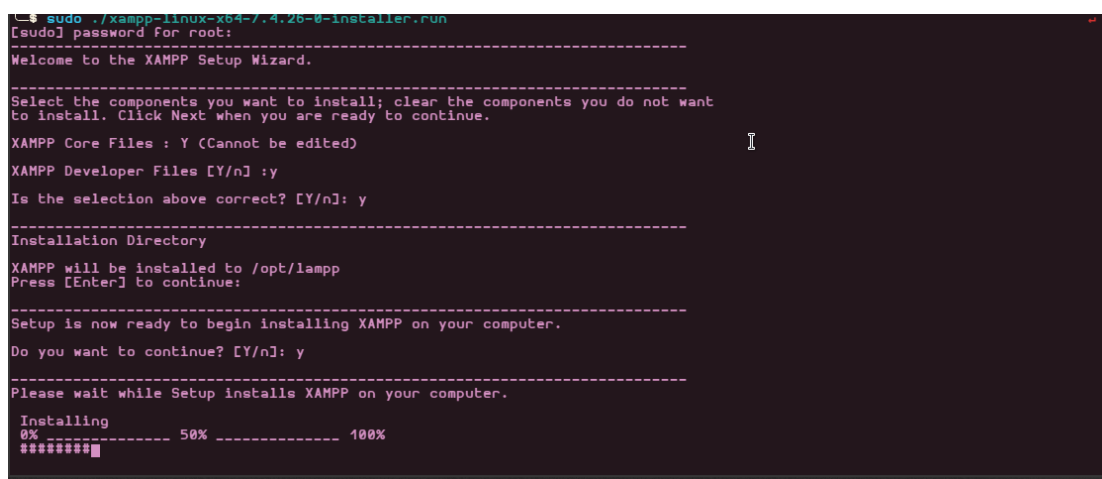 └─$ sudo ./xampp-linux-x64-7.4.26-0-installer.run
[sudo] password for root:
----------------------------------------------------------------------------
Welcome to the XAMPP Setup Wizard.
----------------------------------------------------------------------------
Select the components you want to install; clear the components you do not want
to install. Click Next when you are ready to continue.
XAMPP Core Files : Y (Cannot be edited)
XAMPP Developer Files [Y/n] :y
Is the selection above correct? [Y/n]: y
----------------------------------------------------------------------------
Installation Directory
XAMPP will be installed to /opt/lampp
Press [Enter] to continue:
----------------------------------------------------------------------------
Setup is now ready to begin installing XAMPP on your computer.
Do you want to continue? [Y/n]: y
----------------------------------------------------------------------------
Please wait while Setup installs XAMPP on your computer.
Installing
0% ______________ 50% ______________ 100%
########